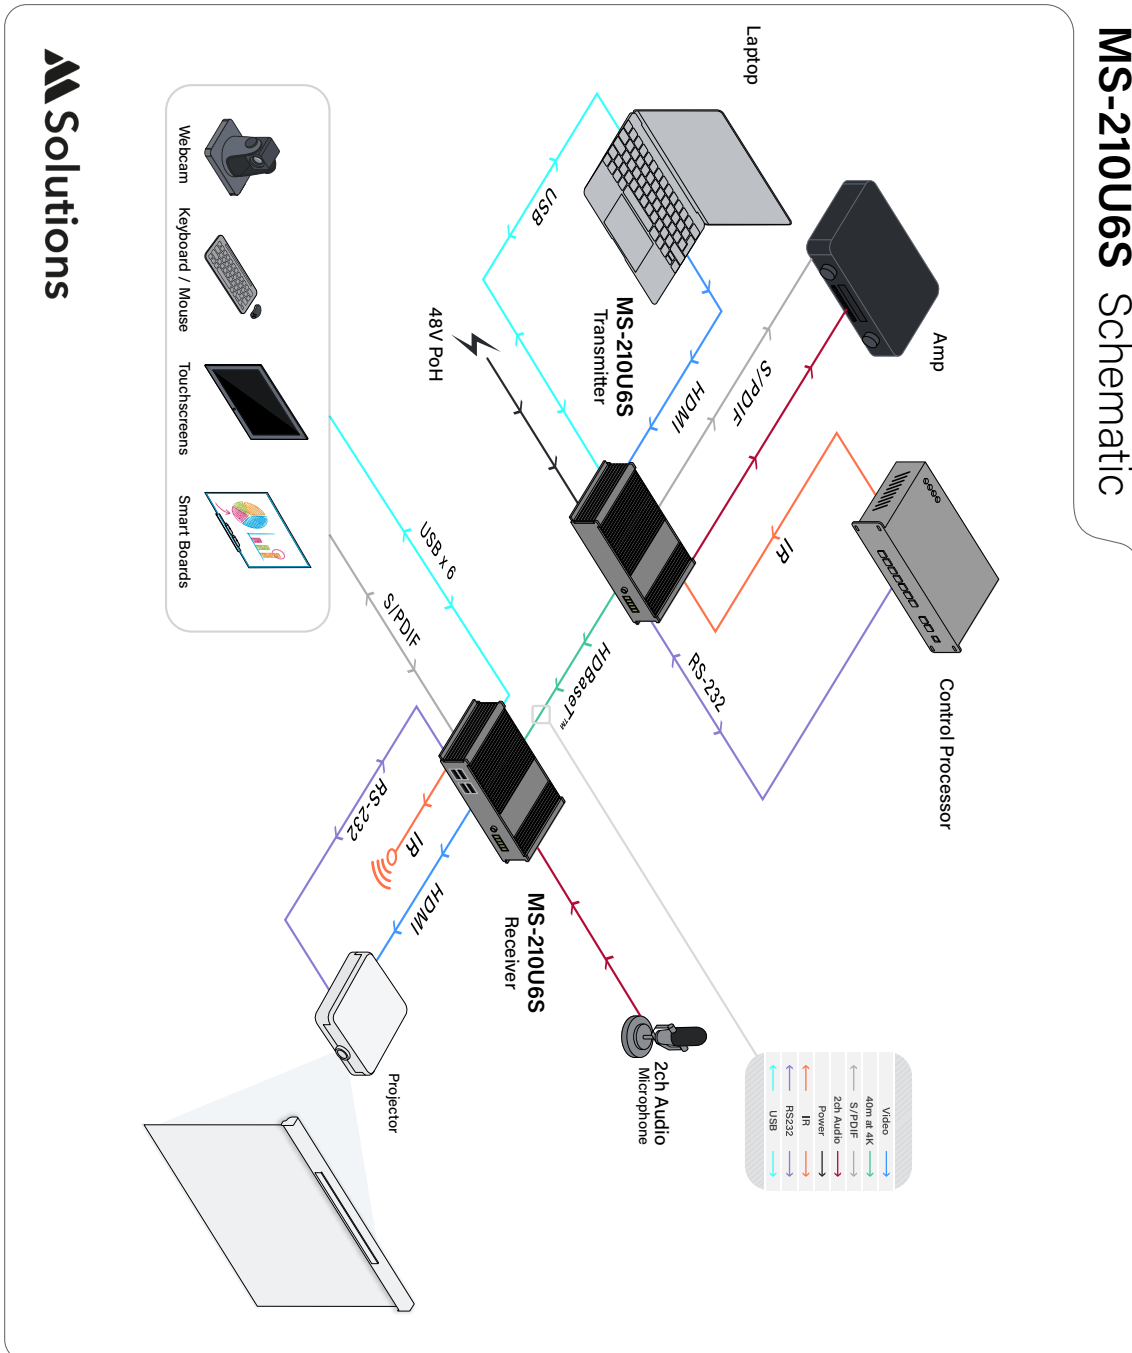 MS-210U6S Schematic
Laptop
Amp
Control Processor
USB
HDMI
S/PDIF
IR
RS-232
MS-210U6S
Transmitter
48V PoH
HDBaseT™
USB x 6
S/PDIF
RS-232
IR
HDMI
MS-210U6S
Receiver
2ch Audio
Microphone
Projector
Webcam
Keyboard / Mouse
Touchscreens
Smart Boards
Video
40m at 4K
S/PDIF
2ch Audio
Power
IR
RS232
USB
Solutions